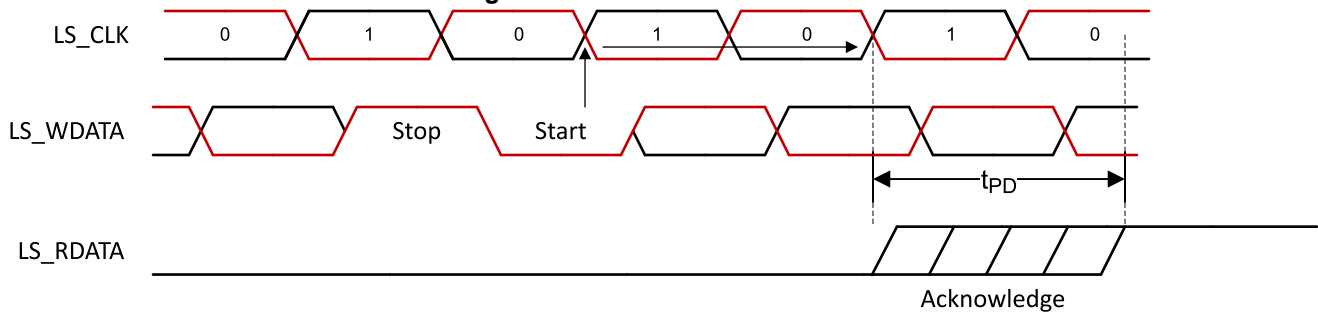 g
LS_CLK 0 1 0 1 0 1 0
LS_WDATA Stop Start
tPD
LS_RDATA
Acknowledge